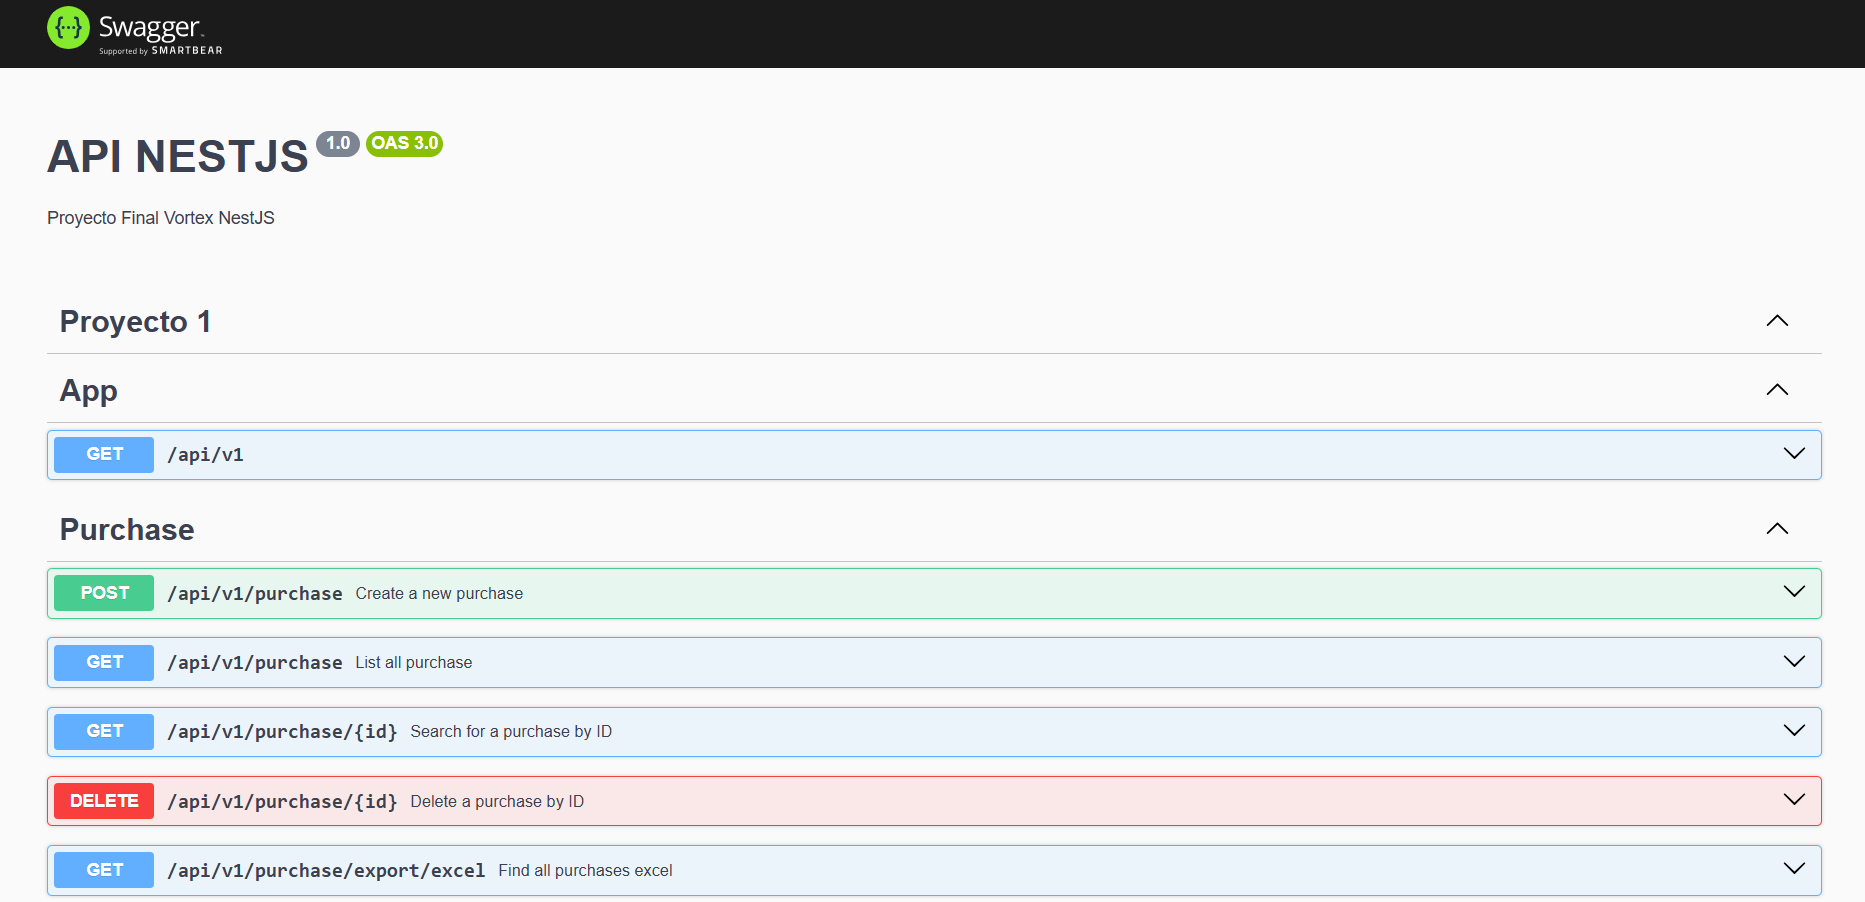 {···} Swagger™
Supported by SMARTBEAR
API NESTJS 1.0 OAS 3.0
Proyecto Final Vortex NestJS
Proyecto 1
App
GET /api/v1
Purchase
POST /api/v1/purchase Create a new purchase
GET /api/v1/purchase List all purchase
GET /api/v1/purchase/{id} Search for a purchase by ID
DELETE /api/v1/purchase/{id} Delete a purchase by ID
GET /api/v1/purchase/export/excel Find all purchases excel